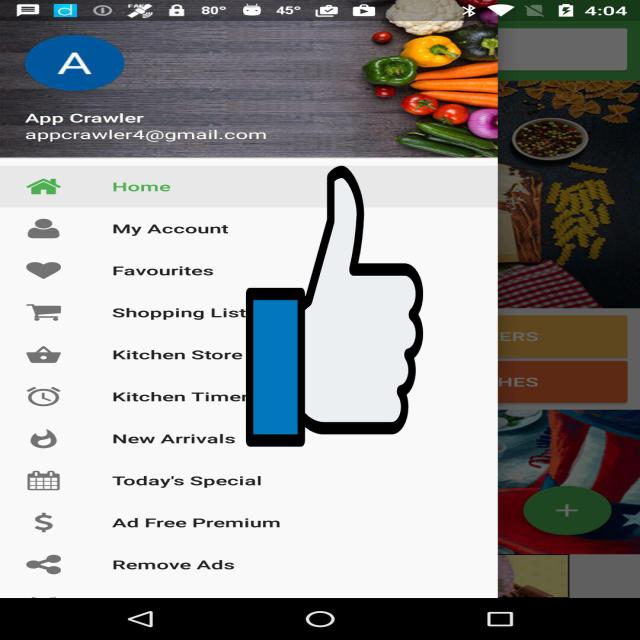 80° 45° 4:04
A
App Crawler
appcrawler4@gmail.com
Home
My Account
Favourites
Shopping List
ERS
Kitchen Store
HES
Kitchen Timer
New Arrivals
Today's Special
Ad Free Premium
Remove Ads